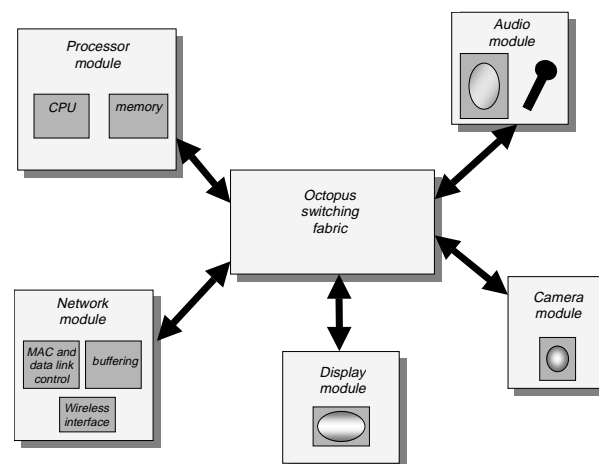 Processor
module
CPU
memory
Audio
module
Octopus
switching
fabric
Network
module
MAC and
data link
control
buffering
Wireless
interface
Display
module
Camera
module